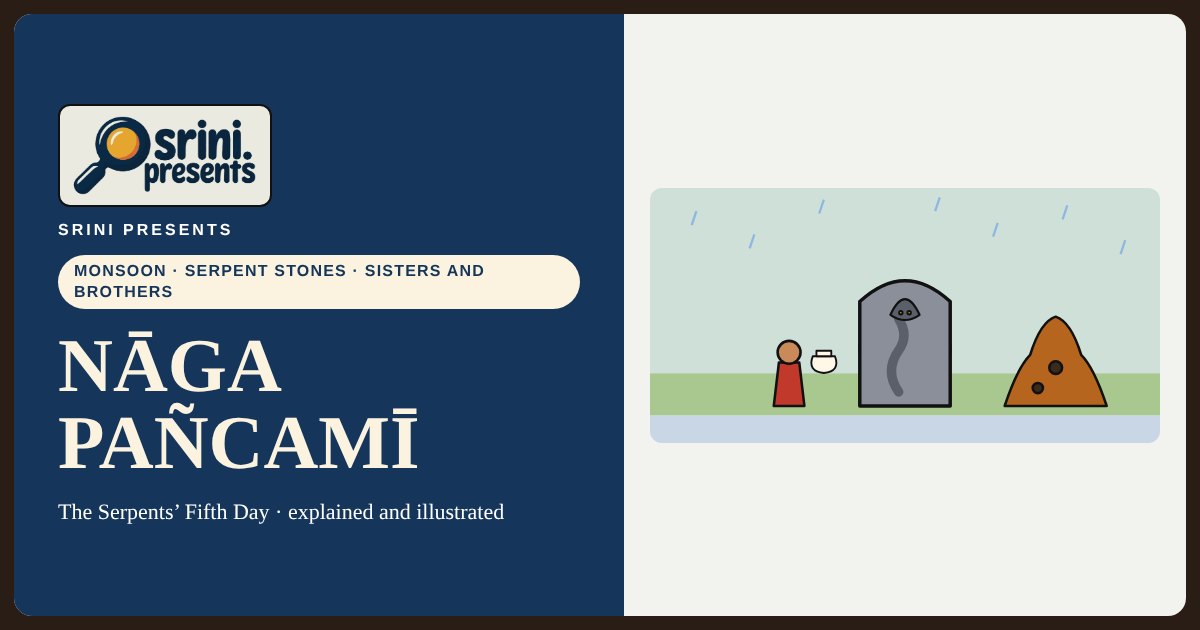 srini.
presents
SRINI PRESENTS
MONSOON · SERPENT STONES · SISTERS AND
BROTHERS
NĀGA
PAÑCAMĪ
The Serpents’ Fifth Day · explained and illustrated